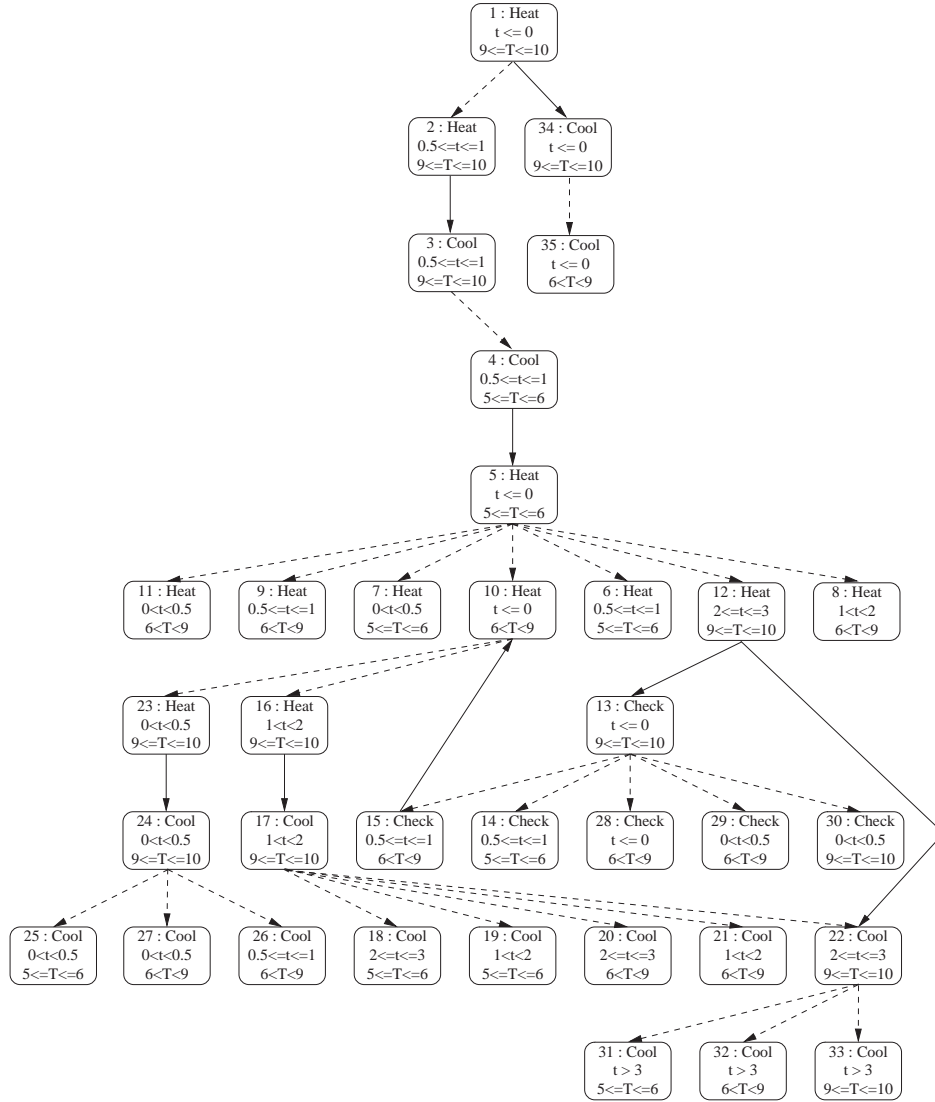 1 : Heat
t <= 0
9<=T<=10
2 : Heat
0.5<=t<=1
9<=T<=10
34 : Cool
t <= 0
9<=T<=10
3 : Cool
0.5<=t<=1
9<=T<=10
35 : Cool
t <= 0
6<T<9
4 : Cool
0.5<=t<=1
5<=T<=6
5 : Heat
t <= 0
5<=T<=6
11 : Heat
0<t<0.5
6<T<9
9 : Heat
0.5<=t<=1
6<T<9
7 : Heat
0<t<0.5
5<=T<=6
10 : Heat
t <= 0
6<T<9
6 : Heat
0.5<=t<=1
5<=T<=6
12 : Heat
2<=t<=3
9<=T<=10
8 : Heat
1<t<2
6<T<9
23 : Heat
0<t<0.5
9<=T<=10
16 : Heat
1<t<2
9<=T<=10
13 : Check
t <= 0
9<=T<=10
24 : Cool
0<t<0.5
9<=T<=10
17 : Cool
1<t<2
9<=T<=10
15 : Check
0.5<=t<=1
6<T<9
14 : Check
0.5<=t<=1
5<=T<=6
28 : Check
t <= 0
6<T<9
29 : Check
0<t<0.5
6<T<9
30 : Check
0<t<0.5
9<=T<=10
25 : Cool
0<t<0.5
5<=T<=6
27 : Cool
0<t<0.5
6<T<9
26 : Cool
0.5<=t<=1
6<T<9
18 : Cool
2<=t<=3
5<=T<=6
19 : Cool
1<t<2
5<=T<=6
20 : Cool
2<=t<=3
6<T<9
21 : Cool
1<t<2
6<T<9
22 : Cool
2<=t<=3
9<=T<=10
31 : Cool
t > 3
5<=T<=6
32 : Cool
t > 3
6<T<9
33 : Cool
t > 3
9<=T<=10